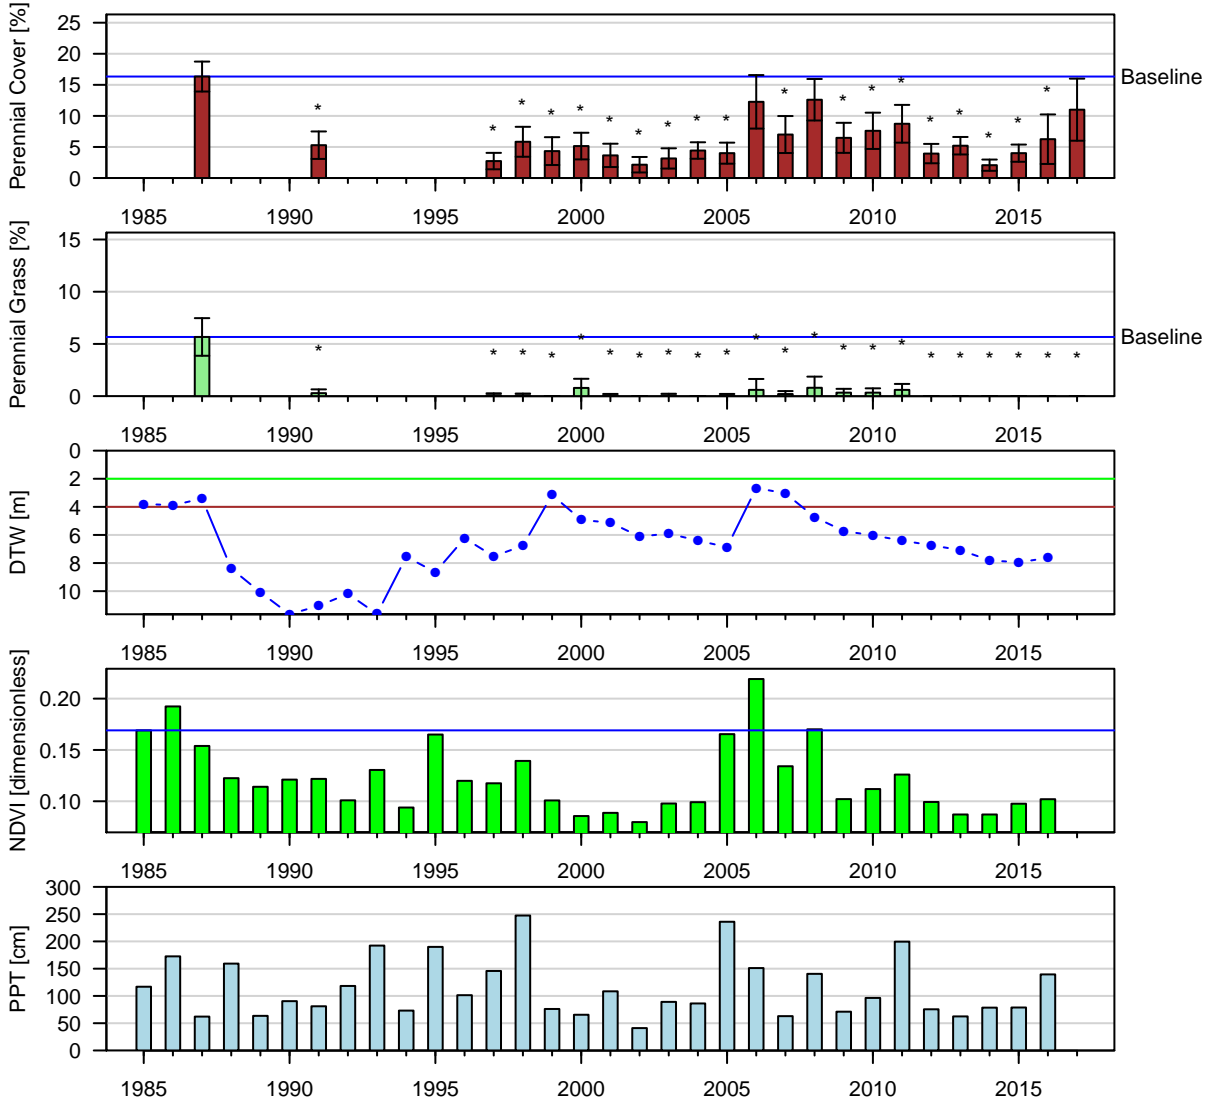 Perennial Cover [%]
25
20
15
10
5
0
Baseline
* * * * * * * * * * * * * * * * * *
1985 1990 1995 2000 2005 2010 2015
Perennial Grass [%]
15
10
5
0
Baseline
* * * * * * * * * * * * * * * * * * * * * *
1985 1990 1995 2000 2005 2010 2015
DTW [m]
0
2
4
6
8
10
1985 1990 1995 2000 2005 2010 2015
NDVI [dimensionless]
0.20
0.15
0.10
1985 1990 1995 2000 2005 2010 2015
PPT [cm]
300
250
200
150
100
50
0
1985 1990 1995 2000 2005 2010 2015